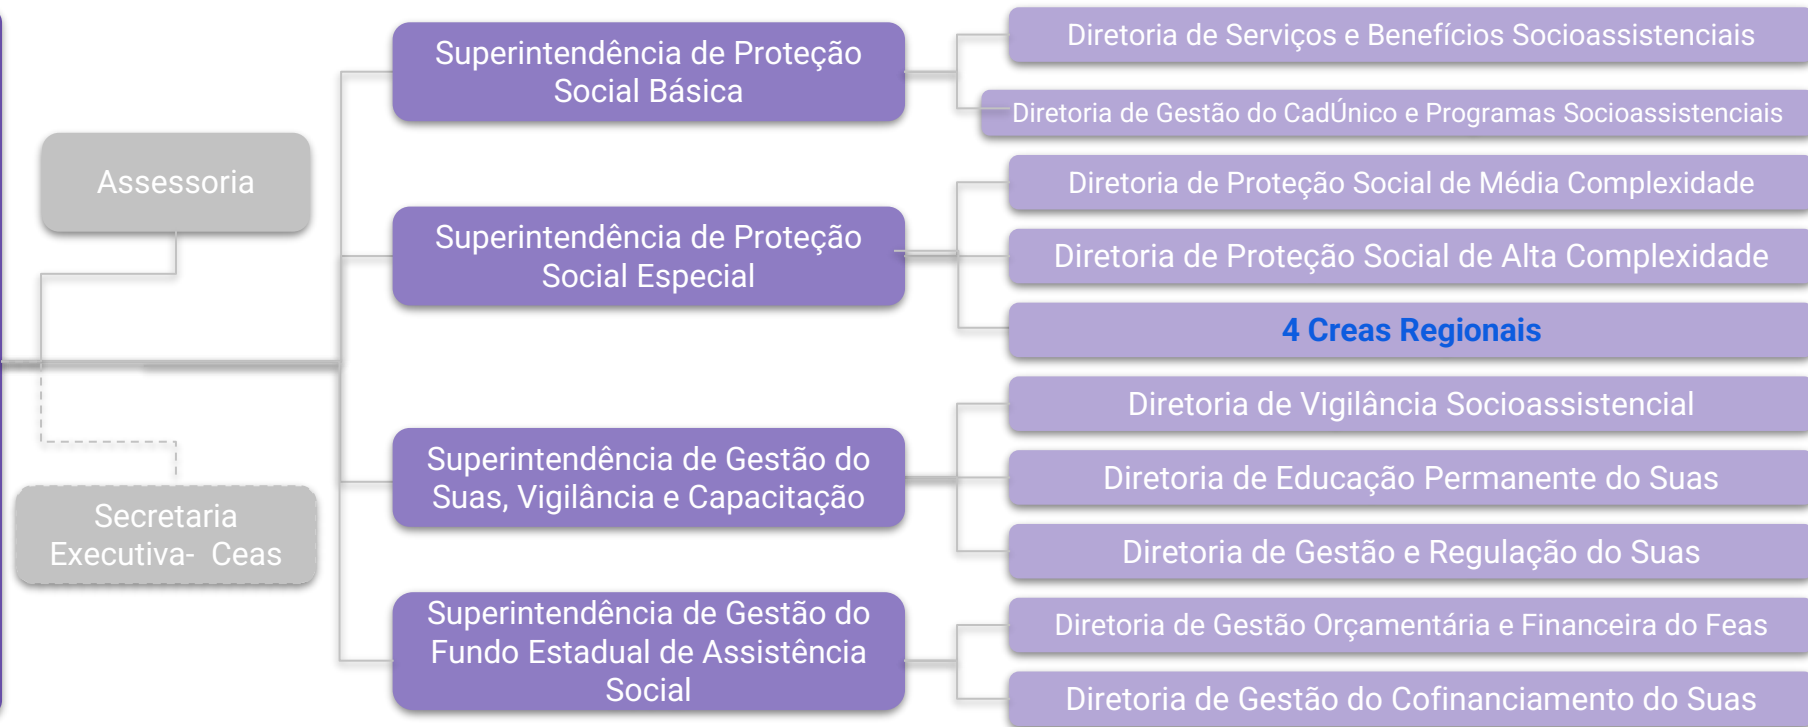 Assessoria
Secretaria
Executiva- Ceas
Superintendência de Proteção
Social Básica
Diretoria de Serviços e Benefícios Socioassistenciais
Diretoria de Gestão do CadÚnico e Programas Socioassistenciais
Superintendência de Proteção
Social Especial
Diretoria de Proteção Social de Média Complexidade
Diretoria de Proteção Social de Alta Complexidade
4 Creas Regionais
Superintendência de Gestão do
Suas, Vigilância e Capacitação
Diretoria de Vigilância Socioassistencial
Diretoria de Educação Permanente do Suas
Diretoria de Gestão e Regulação do Suas
Superintendência de Gestão do
Fundo Estadual de Assistência
Social
Diretoria de Gestão Orçamentária e Financeira do Feas
Diretoria de Gestão do Cofinanciamento do Suas